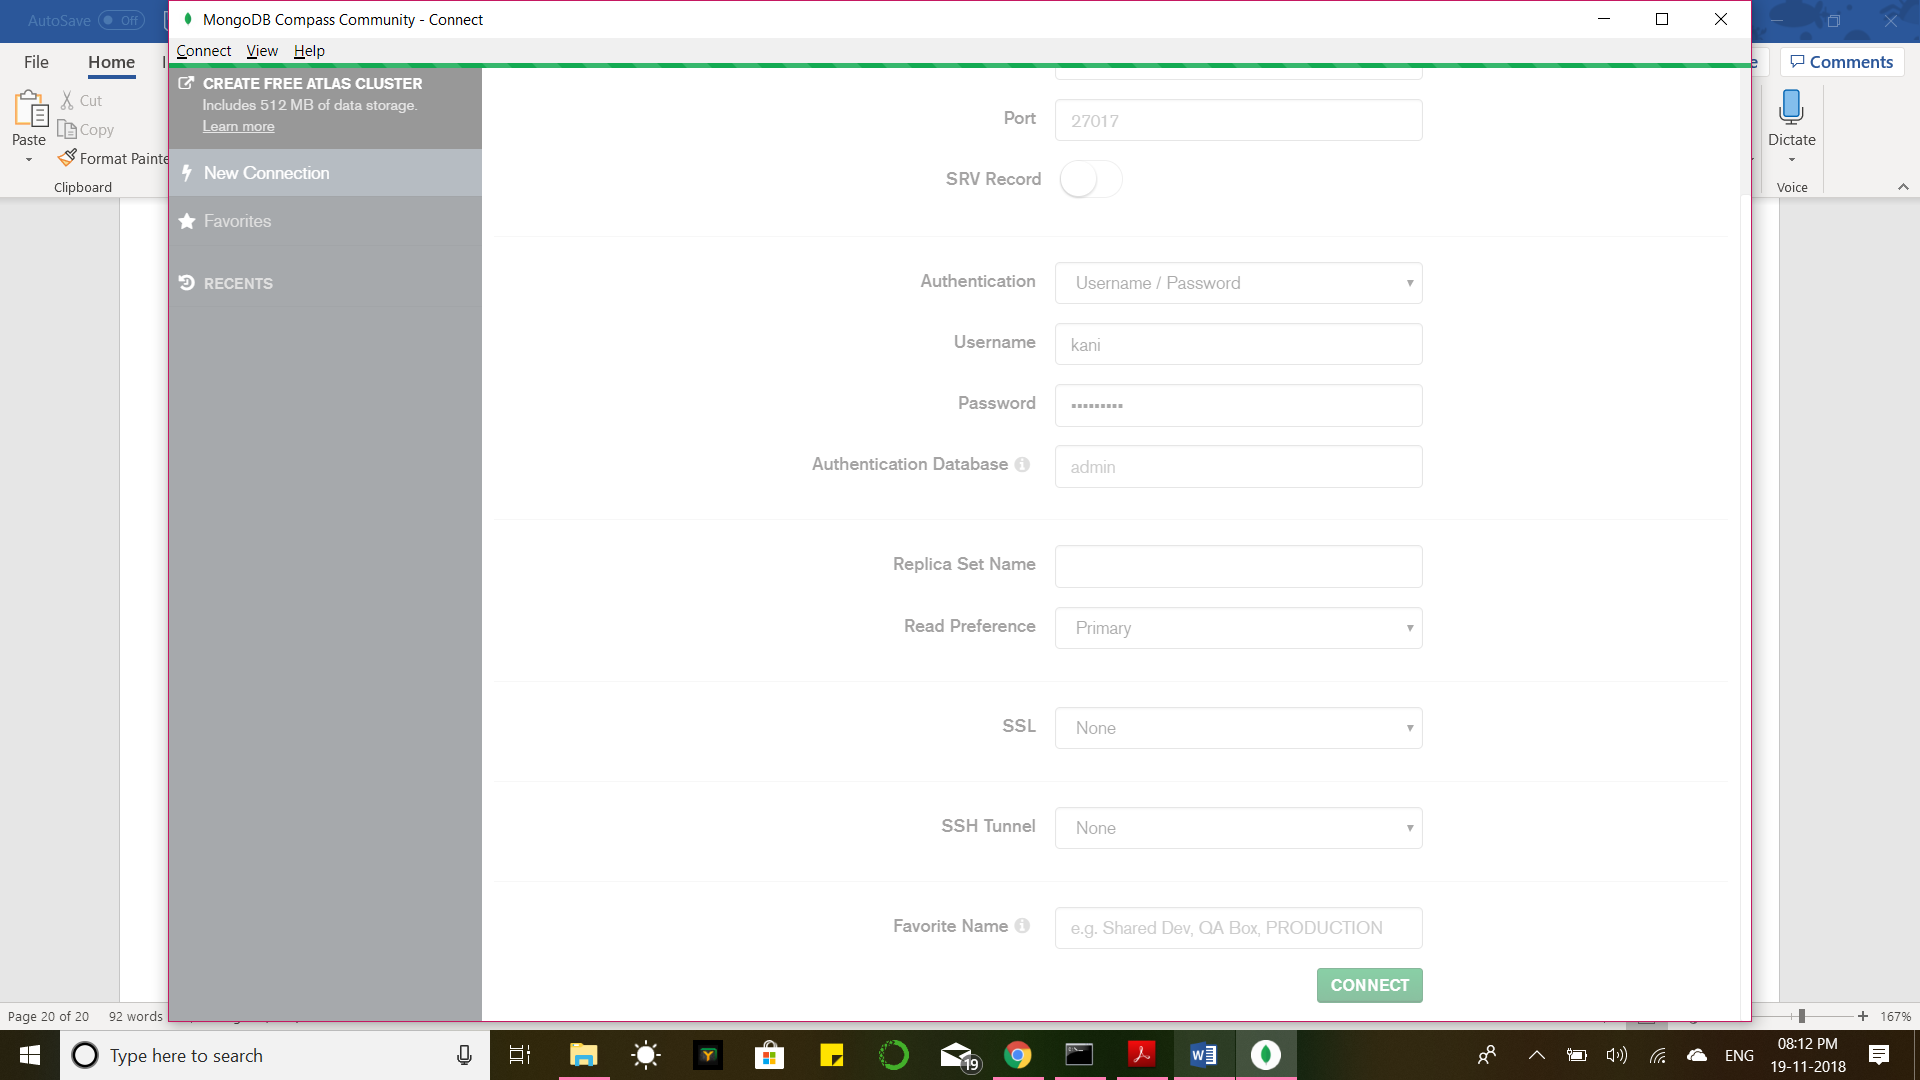 AutoSave Off
MongoDB Compass Community - Connect
Connect View Help
File Home
Comments
Cut
Copy
Paste
Format Painte
Clipboard
Dictate
Voice
CREATE FREE ATLAS CLUSTER
Includes 512 MB of data storage.
Learn more
New Connection
Favorites
RECENTS
Port 27017
SRV Record
Authentication Username / Password
Username kani
Password •••••••••
Authentication Database admin
Replica Set Name
Read Preference Primary
SSL None
SSH Tunnel None
Favorite Name e.g. Shared Dev, QA Box, PRODUCTION
CONNECT
Page 20 of 20 92 words
167%
Type here to search
19
ENG
08:12 PM
19-11-2018